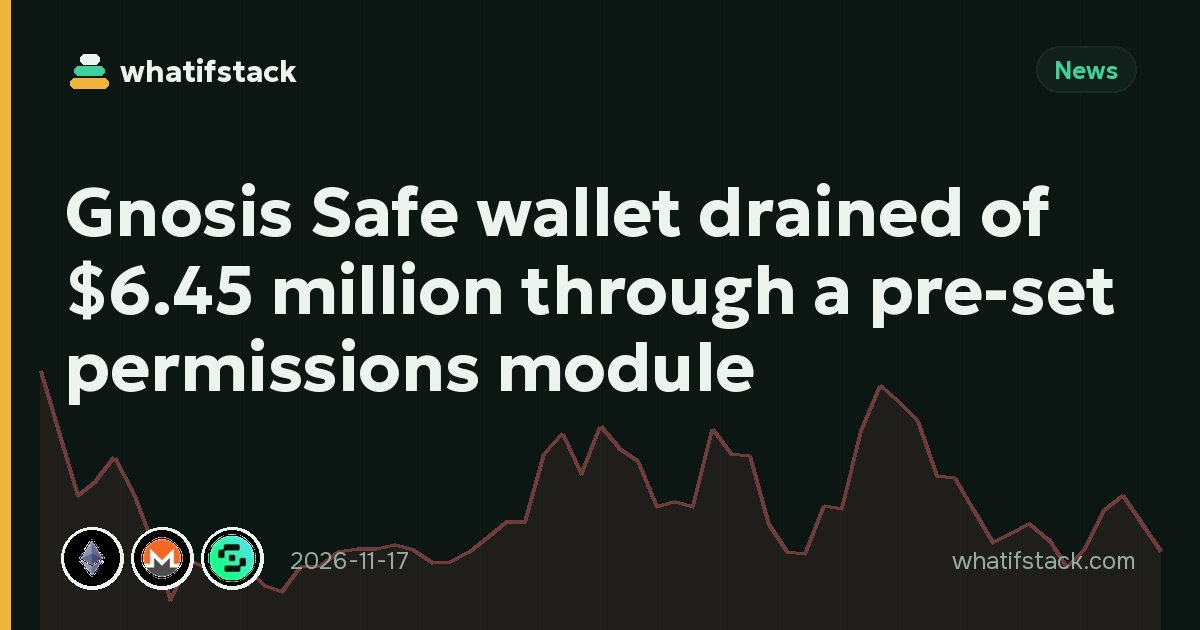 whatifstack
News
Gnosis Safe wallet drained of
$6.45 million through a pre-set
permissions module
2026-11-17
whatifstack.com